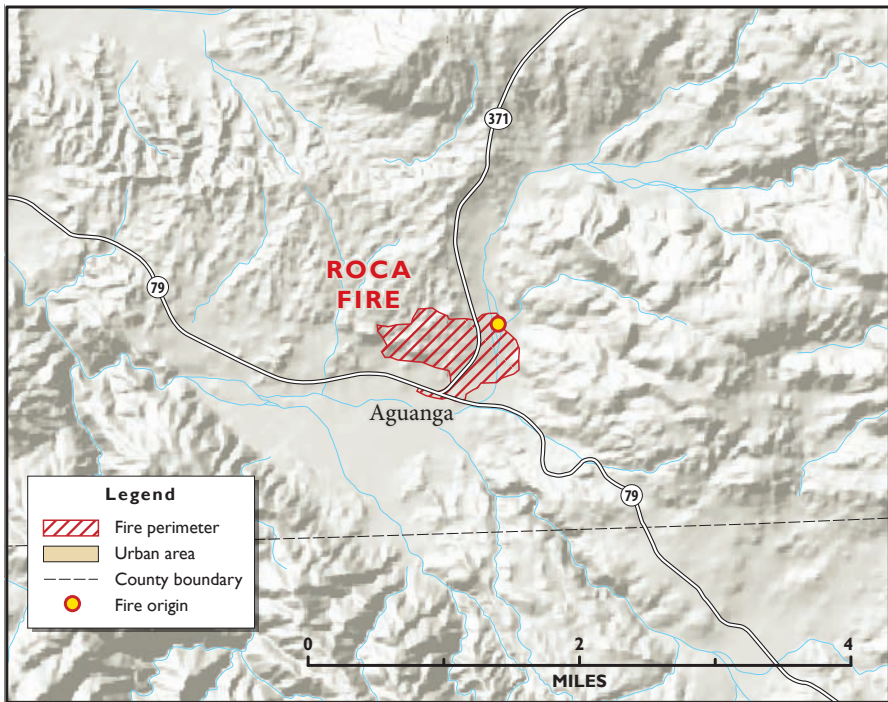 371
ROCA
FIRE
79
Aguanga
79
Legend
Fire perimeter
Urban area
County boundary
Fire origin
0 2 4
MILES